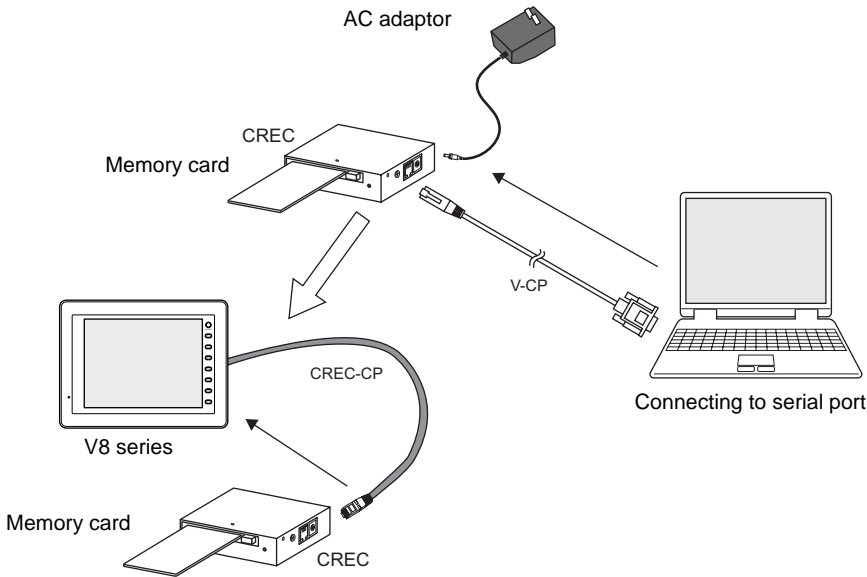 AC adaptor
CREC
Memory card
V-CP
CREC-CP
Connecting to serial port
V8 series
Memory card
CREC